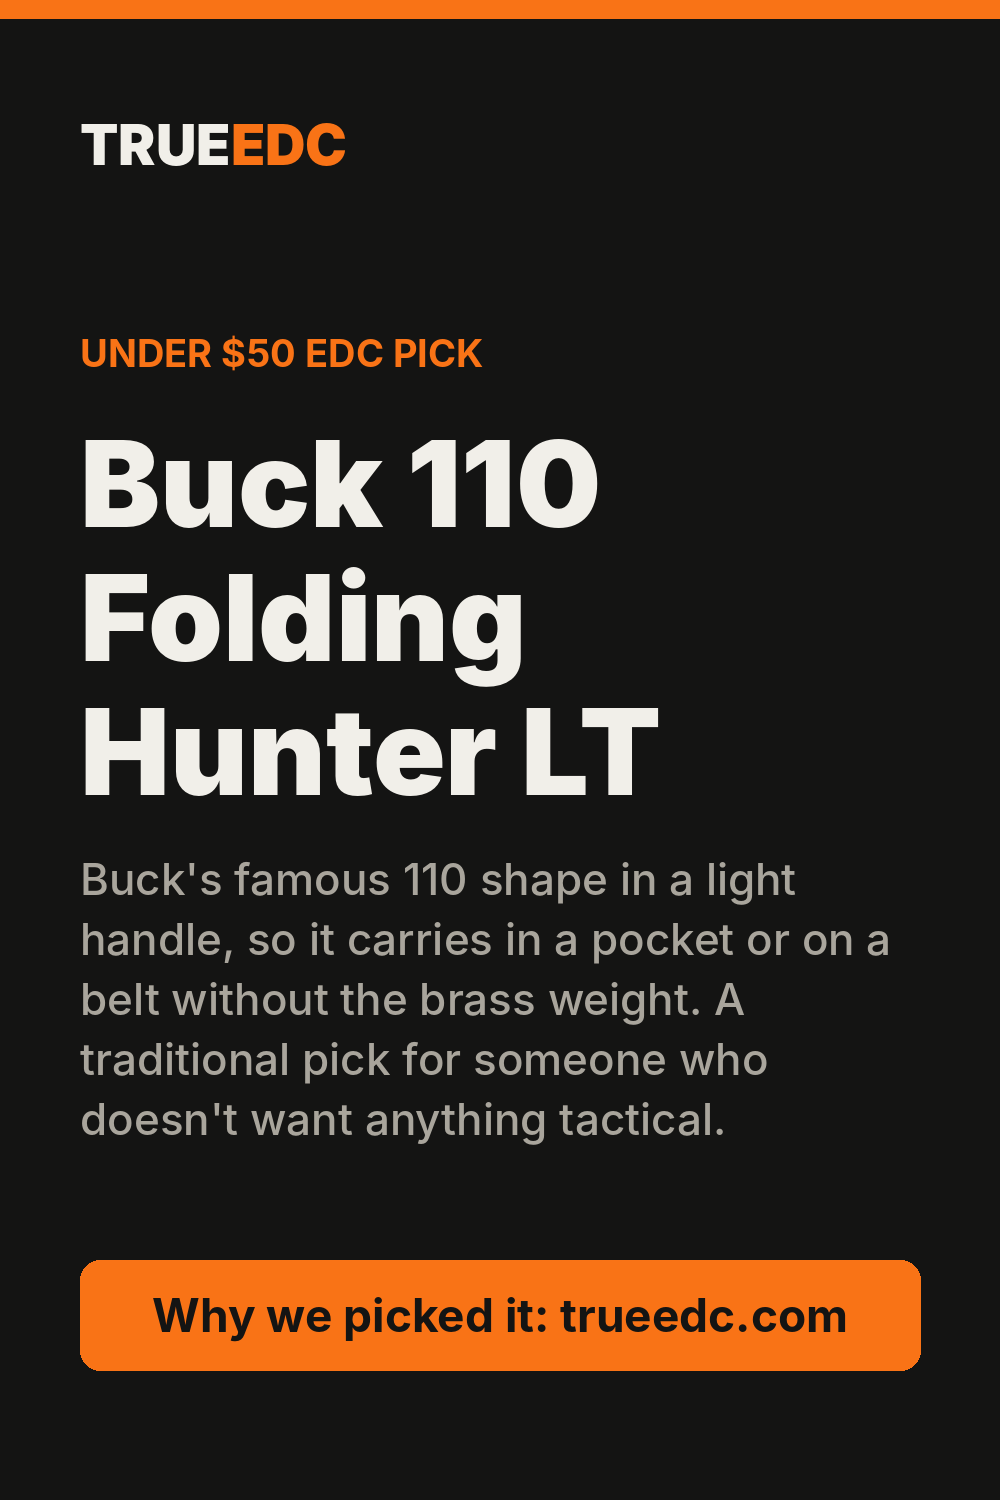 TRUEEDC
UNDER $50 EDC PICK
Buck 110
Folding
Hunter LT
Buck's famous 110 shape in a light
handle, so it carries in a pocket or on a
belt without the brass weight. A
traditional pick for someone who
doesn't want anything tactical.
Why we picked it: trueedc.com